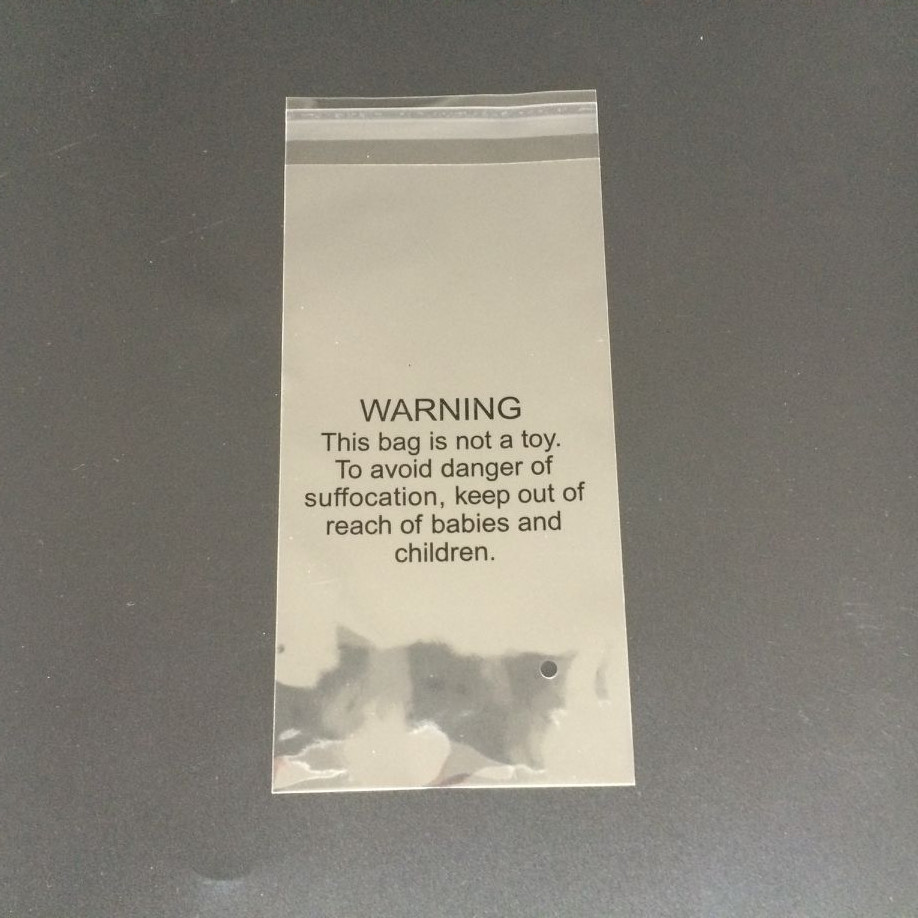 WARNING
This bag is not a toy.
To avoid danger of
suffocation, keep out of
reach of babies and
children.